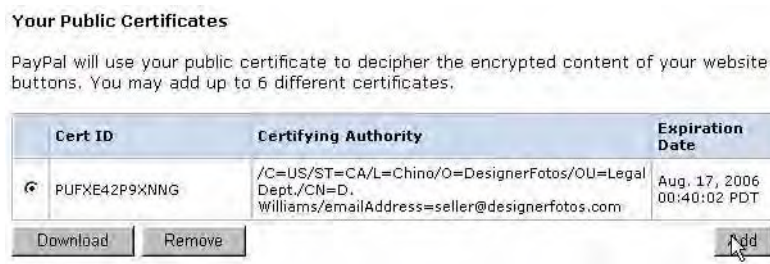 Your Public Certificates
PayPal will use your public certificate to decipher the encrypted content of your website
buttons. You may add up to 6 different certificates.
Cert ID Certifying Authority Expiration Date
PUFXE42P9XNNG
/C=US/ST=CA/L=Chino/O=DesignerFotos/OU=Legal
Dept./CN=D.
Williams/emailAddress=seller@designerfotos.com
Aug. 17, 2006
00:40:02 PDT
Download Remove Add